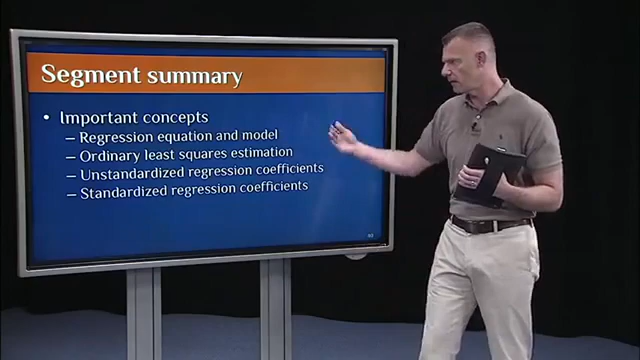 Segment summary
• Important concepts
– Regression equation and model
– Ordinary least squares estimation
– Unstandardized regression coefficients
– Standardized regression coefficients